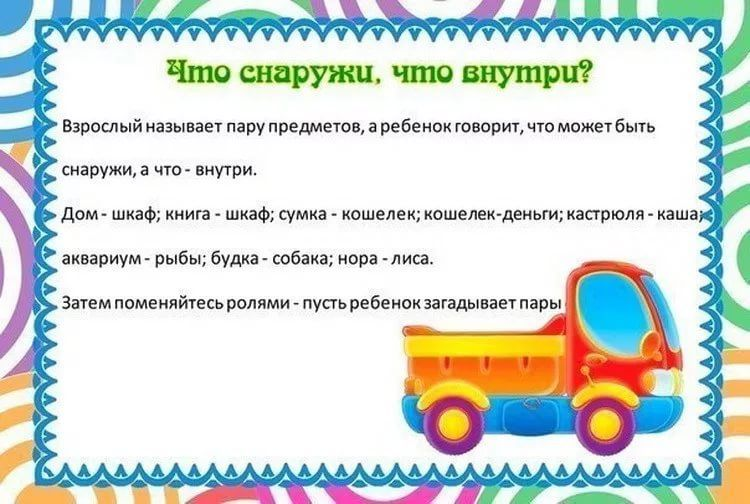 Что снаружи, что внутри?
Взрослый называет пару предметов, а ребенок говорит, что может быть
снаружи, а что - внутри.
Дом - шкаф; книга - шкаф; сумка - кошелек; кошелек-деньги; кастрюля - каша;
аквариум - рыбы; будка - собака; нора - лиса.
Затем поменяйтесь ролями - пусть ребенок загадывает пары